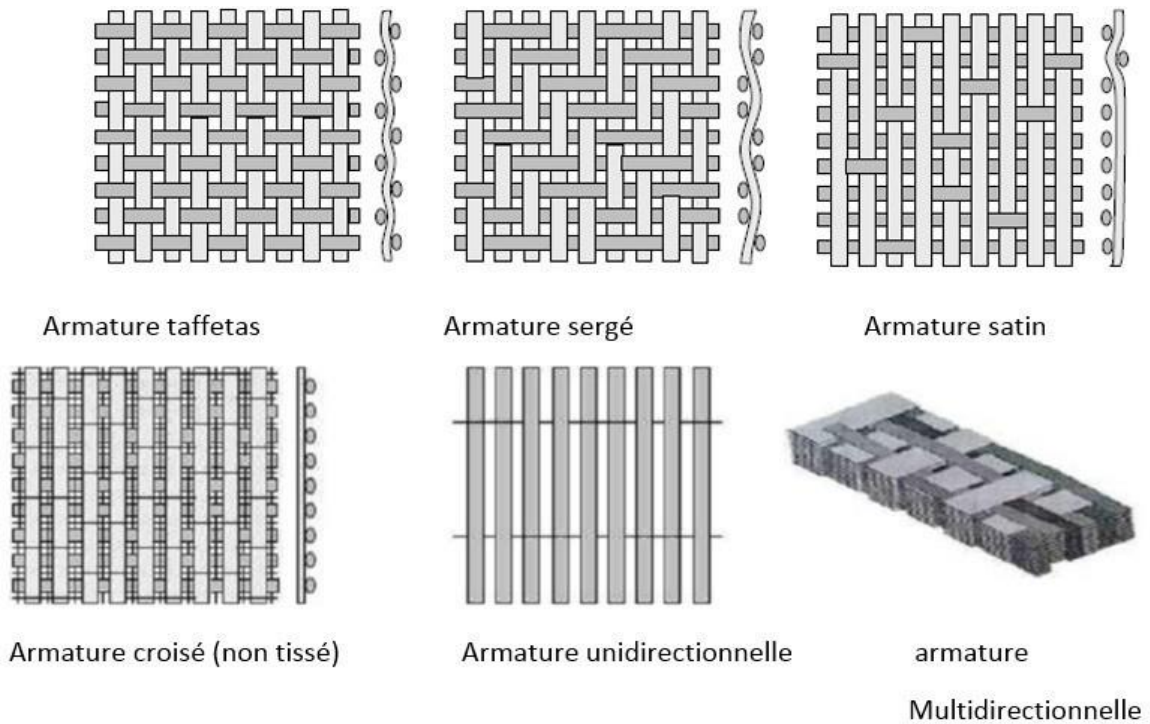 Armature taffetas
Armature sergé
Armature satin
Armature croisé (non tissé)
Armature unidirectionnelle
armature
Multidirectionnelle